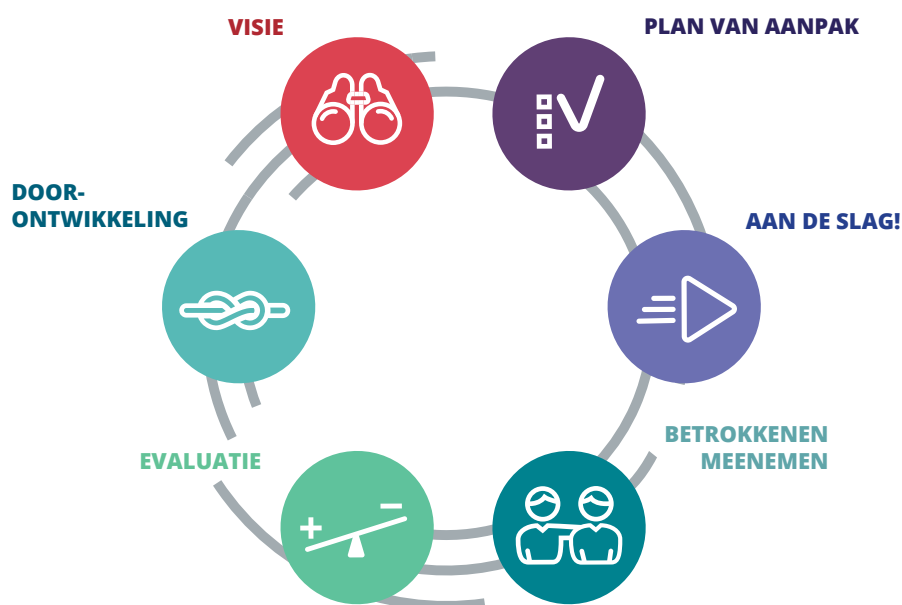 VISIE
PLAN VAN AANPAK
DOOR-
ONTWIKKELING
AAN DE SLAG!
BETROKKENEN
MEENEMEN
EVALUATIE